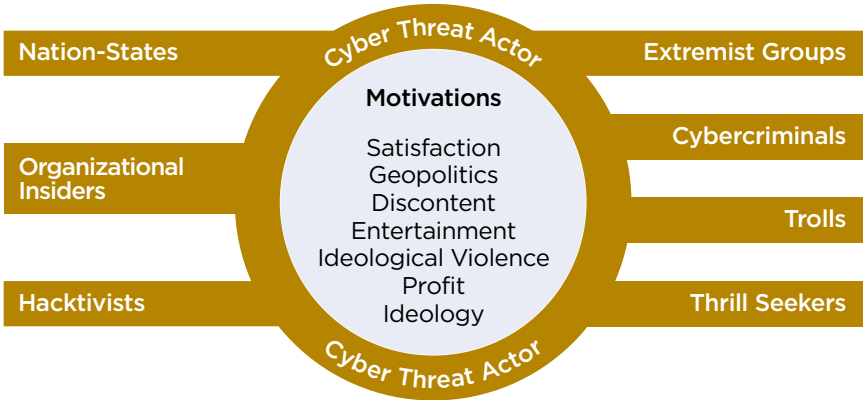 Cyber Threat Actor
Nation-States
Organizational
Insiders
Hacktivists
Motivations
Satisfaction
Geopolitics
Discontent
Entertainment
Ideological Violence
Profit
Ideology
Extremist Groups
Cybercriminals
Trolls
Thrill Seekers
Cyber Threat Actor